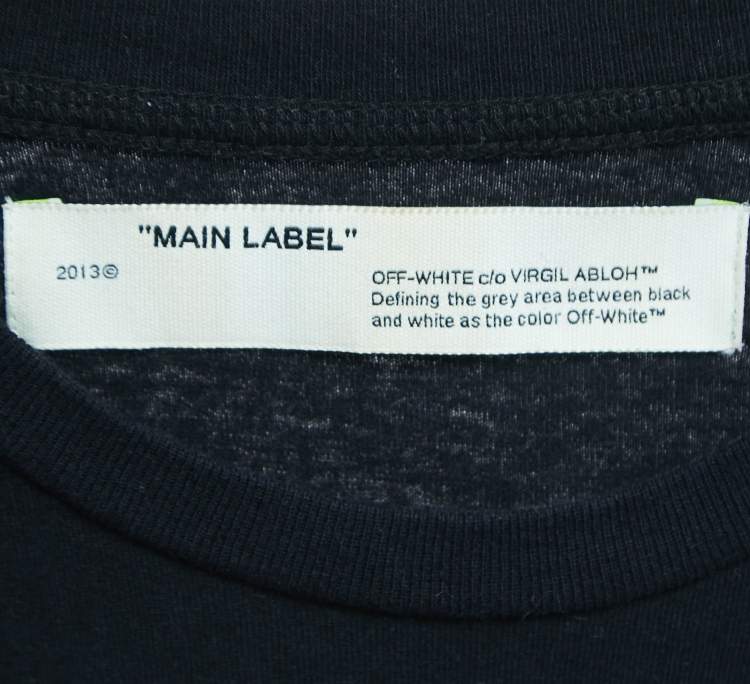 "MAIN LABEL"
2013©
OFF-WHITE c/o VIRGIL ABLOH™
Defining the grey area between black
and white as the color Off-White™